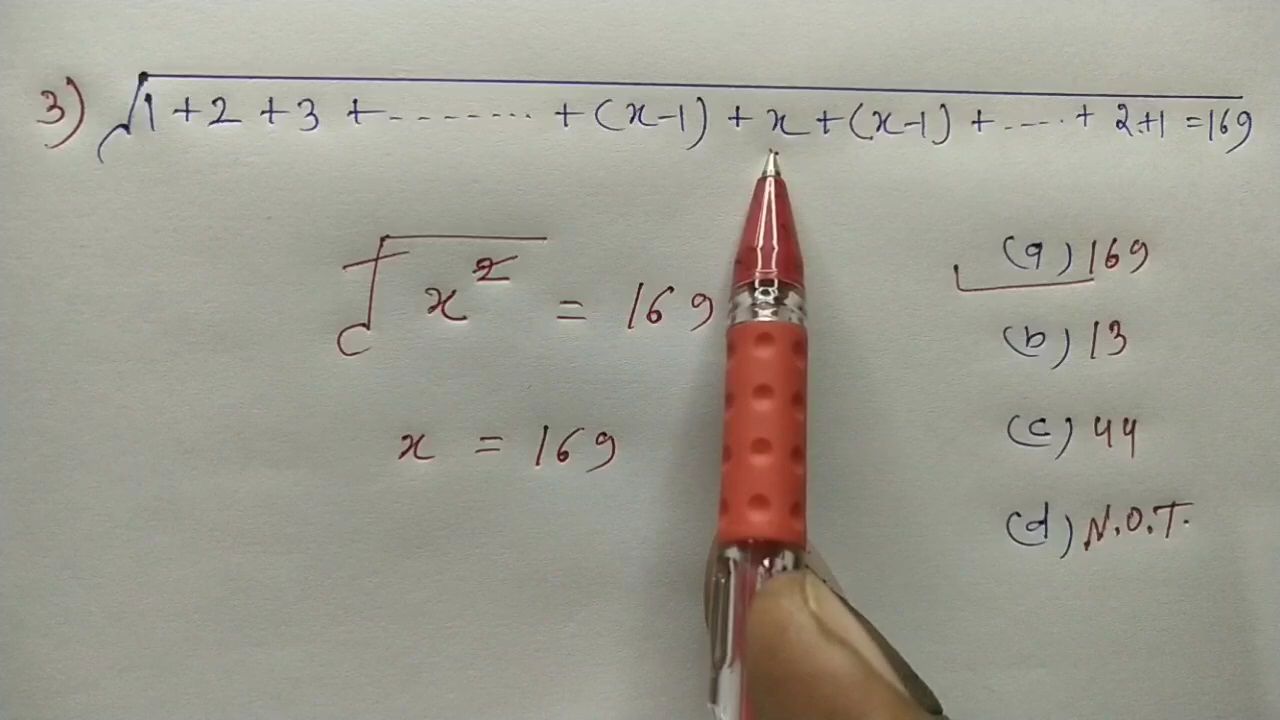 3) √1 + 2 + 3 + - - - - - - - + (x-1) + x + (x-1) + - - - - + 2+1 = 169
√x² = 169
x = 169
(a) 169
(b) 13
(c) 44
(d) N.O.T.